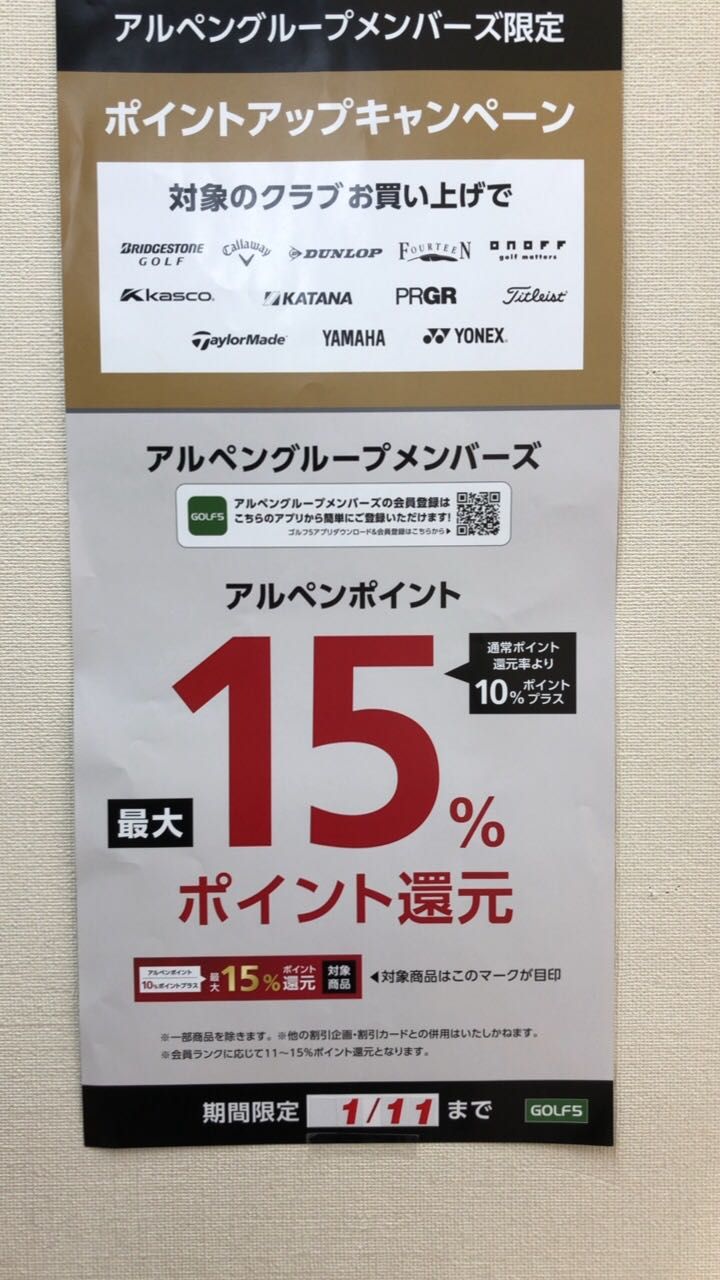 アルペングループメンバーズ限定
ポイントアップキャンペーン
対象のクラブお買い上げで
BRIDGESTONE GOLF Callaway DUNLOP FOURTEEN ONOFF golf matters
kasco KATANA PRGR Titleist
TaylorMade YAMAHA YONEX
アルペングループメンバーズ
GOLF5
アルペングループメンバーズの会員登録は
こちらのアプリから簡単にご登録いただけます!
ゴルフ5アプリダウンロード&会員登録はこちらから▶
アルペンポイント
通常ポイント
還元率より
10%ポイントプラス
最大15%
ポイント還元
アルペンポイント
10%ポイントプラス
最大15%ポイント還元
対象商品
◀対象商品はこのマークが目印
※一部商品を除きます。※他の割引企画・割引カードとの併用はいたしかねます。
※会員ランクに応じて11〜15%ポイント還元となります。
期間限定 1/11 まで GOLF5